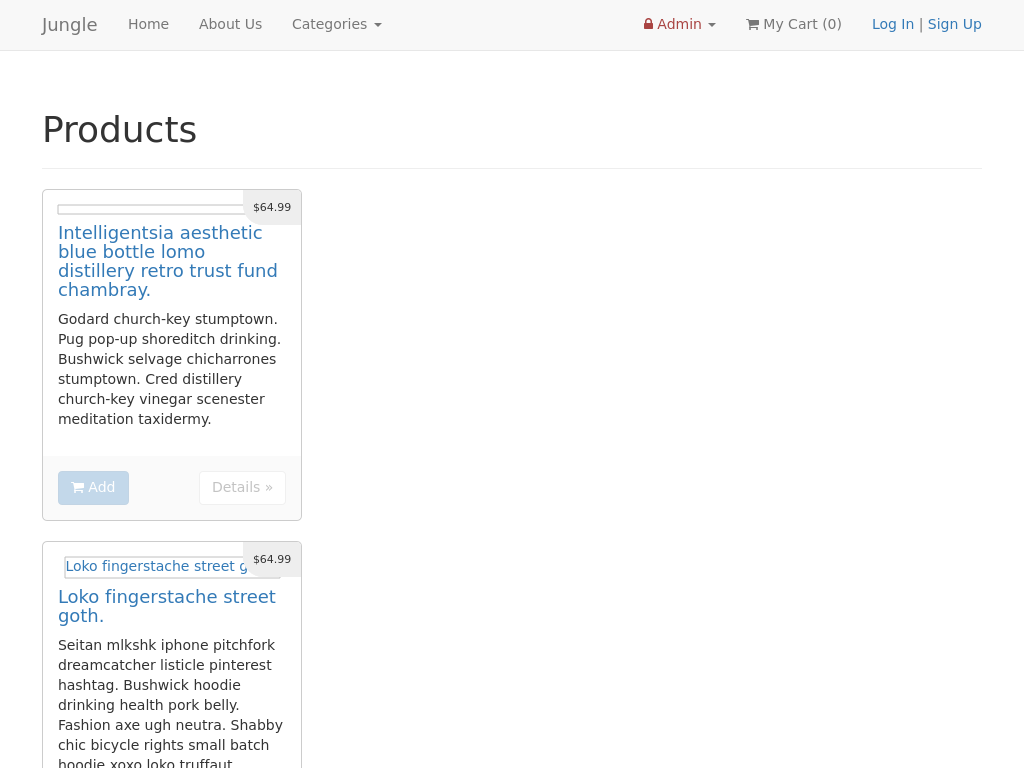 Jungle Home About Us Categories Admin My Cart (0) Log In | Sign Up
Products
$64.99
Intelligentsia aesthetic
blue bottle lomo
distillery retro trust fund
chambray.
Godard church-key stumptown.
Pug pop-up shoreditch drinking.
Bushwick selvage chicharrones
stumptown. Cred distillery
church-key vinegar scenester
meditation taxidermy.
Add Details »
$64.99
Loko fingerstache street g
Loko fingerstache street
goth.
Seitan mlkshk iphone pitchfork
dreamcatcher listicle pinterest
hashtag. Bushwick hoodie
drinking health pork belly.
Fashion axe ugh neutra. Shabby
chic bicycle rights small batch
hoodie xoxo loko truffaut